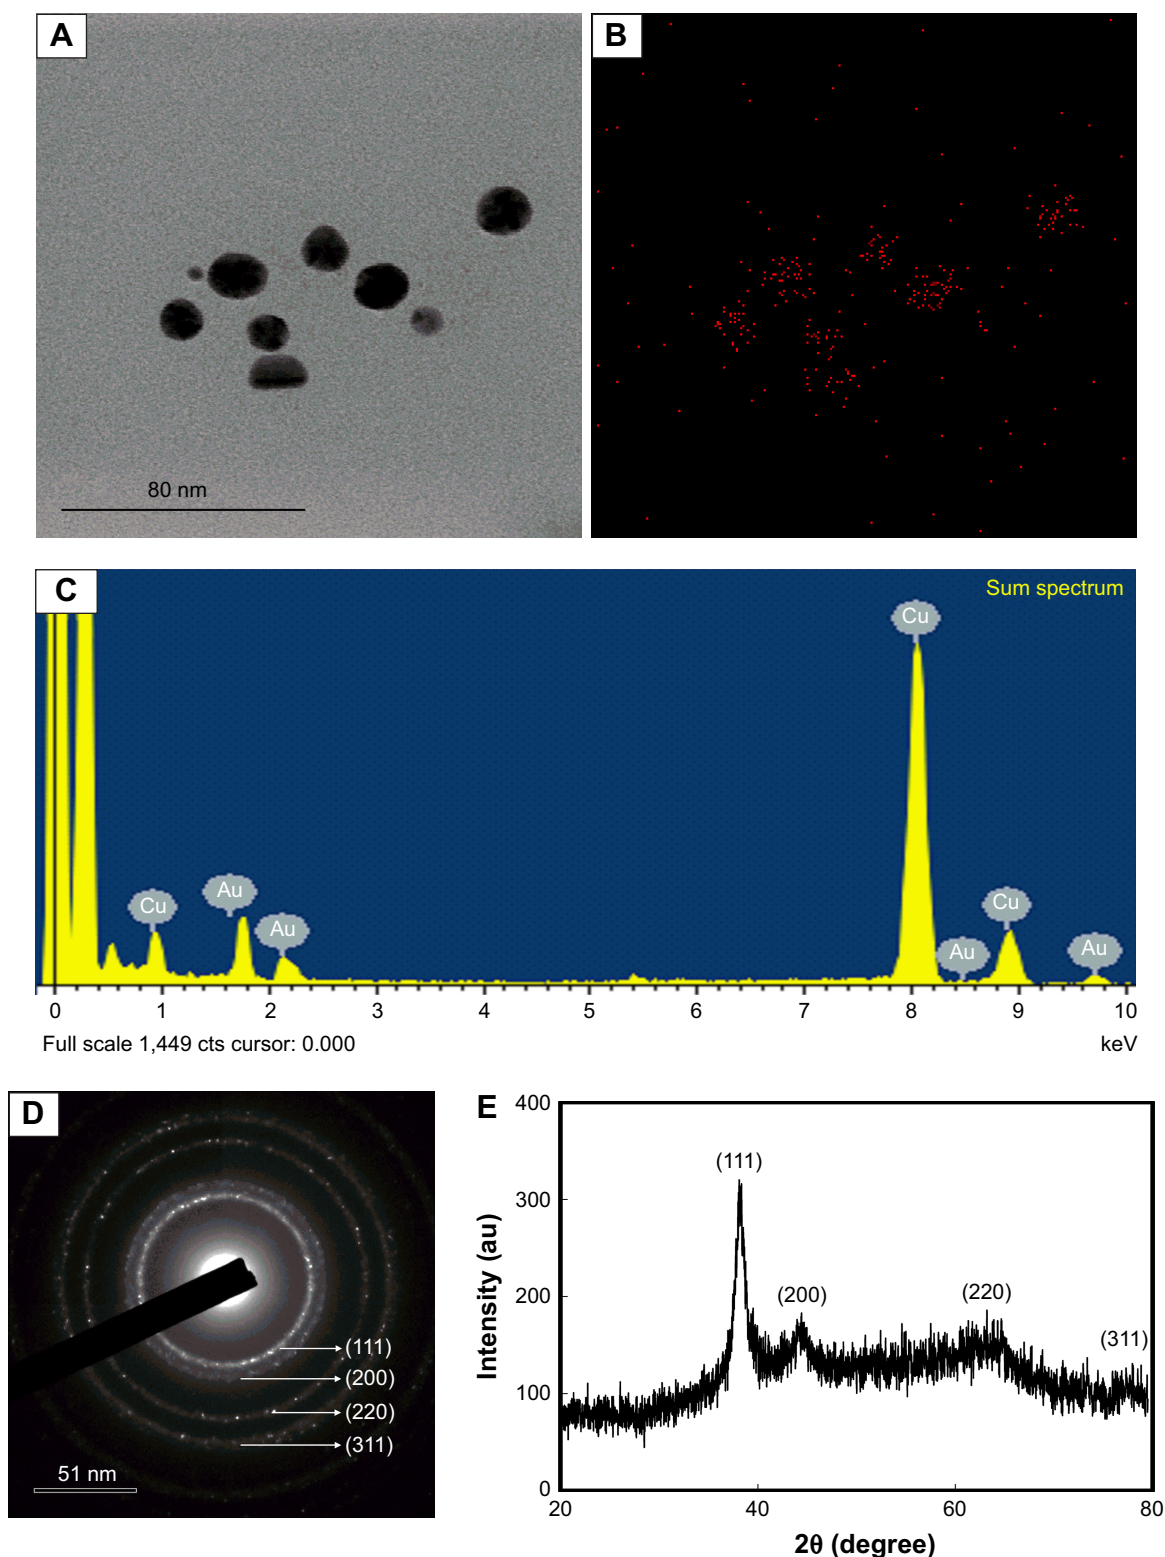 A
B
80 nm
C
Sum spectrum
Cu
Cu
Au
Au
Cu
Au
Au
0 1 2 3 4 5 6 7 8 9 10
Full scale 1,449 cts cursor: 0.000
keV
D
(111)
(200)
(220)
(311)
51 nm
E
400
300
200
100
0
Intensity (au)
(111)
(200)
(220)
(311)
20 40 60 80
2θ (degree)